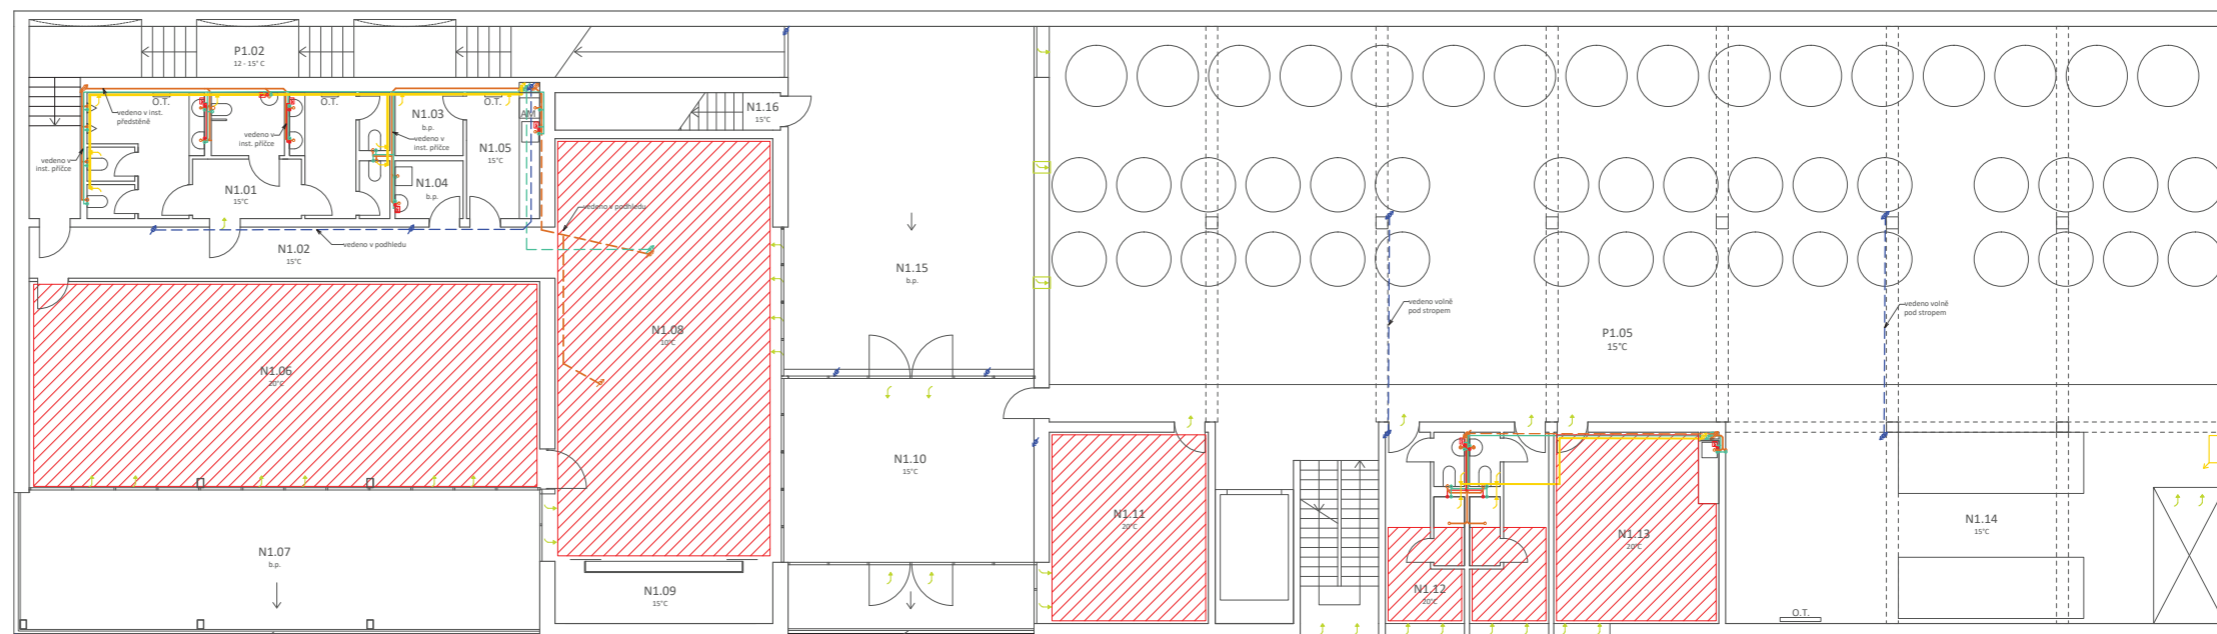 P1.02
12 - 15° C
O.T.
O.T.
O.T.
vedeno v inst.
předstěně
vedeno v
inst. příčce
vedeno v
inst. příčce
N1.03
b.p.
vedeno v
inst. příčce
AM
N1.05
15°C
N1.16
15°C
N1.01
15°C
N1.04
b.p.
vedeno v podhledu
N1.02
15°C
vedeno v podhledu
N1.15
b.p.
N1.08
10°C
vedeno volně
pod stropem
vedeno volně
pod stropem
P1.05
15°C
N1.06
20°C
N1.10
15°C
N1.11
20°C
N1.13
20°C
N1.14
15°C
N1.07
b.p.
N1.09
15°C
N1.12
20°C
O.T.